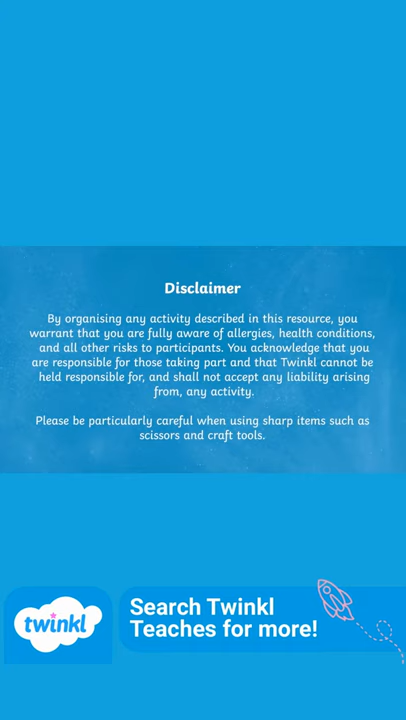 Disclaimer
By organising any activity described in this resource, you
warrant that you are fully aware of allergies, health conditions,
and all other risks to participants. You acknowledge that you
are responsible for those taking part and that Twinkl cannot be
held responsible for, and shall not accept any liability arising
from, any activity.
Please be particularly careful when using sharp items such as
scissors and craft tools.
twinkl
Search Twinkl
Teaches for more!